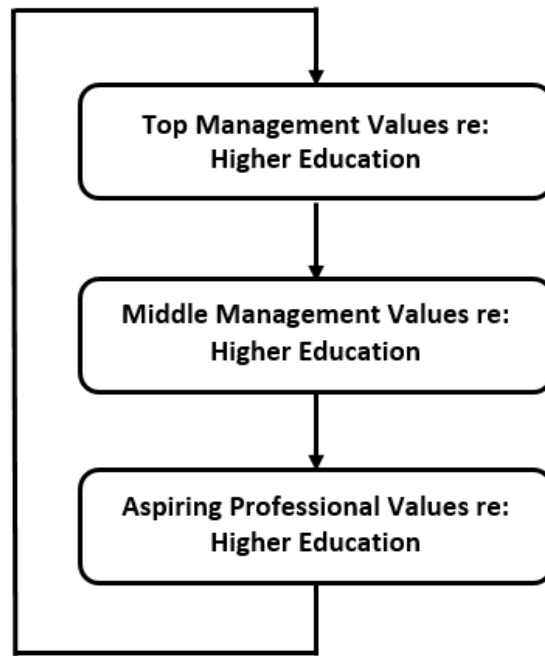 Top Management Values re:
Higher Education
Middle Management Values re:
Higher Education
Aspiring Professional Values re:
Higher Education